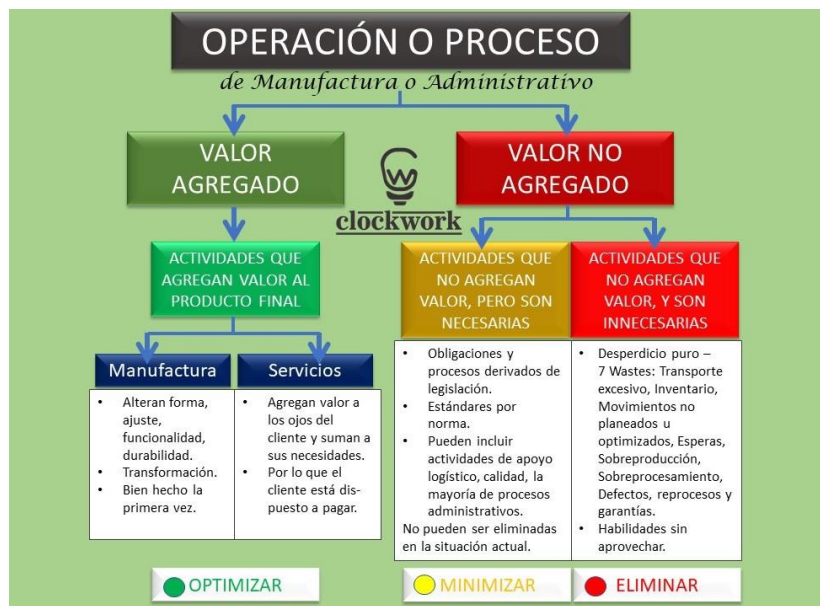 OPERACIÓN O PROCESO
de Manufactura o Administrativo
VALOR
AGREGADO
VALOR NO
AGREGADO
clockwork
ACTIVIDADES QUE
AGREGAN VALOR AL
PRODUCTO FINAL
ACTIVIDADES QUE
NO AGREGAN
VALOR, PERO SON
NECESARIAS
ACTIVIDADES QUE
NO AGREGAN
VALOR, Y SON
INNECESARIAS
Manufactura
• Alteran forma,
ajuste,
funcionalidad,
durabilidad.
• Transformación.
• Bien hecho la
primera vez.
Servicios
• Agregan valor a
los ojos del
cliente y suman a
sus necesidades.
• Por lo que el
cliente está dis-
puesto a pagar.
• Obligaciones y
procesos derivados de
legislación.
• Estándares por
norma.
• Pueden incluir
actividades de apoyo
logístico, calidad, la
mayoría de procesos
administrativos.
No pueden ser eliminadas
en la situación actual.
• Desperdicio puro –
7 Wastes: Transporte
excesivo, Inventario,
Movimientos no
planeados u
optimizados, Esperas,
Sobreproducción,
Sobreprocesamiento,
Defectos, reprocesos y
garantías.
• Habilidades sin
aprovechar.
OPTIMIZAR
MINIMIZAR
ELIMINAR